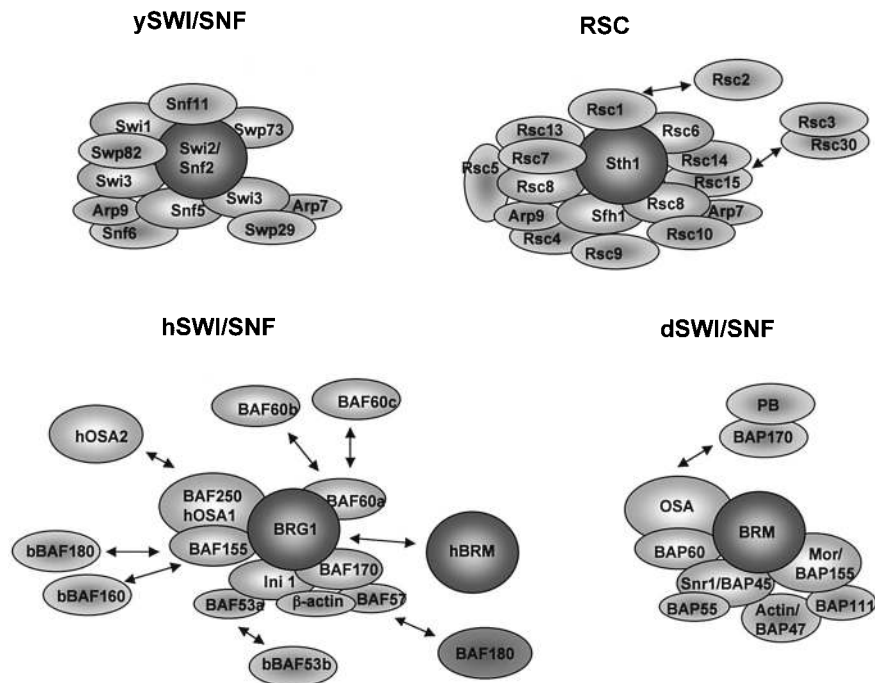 ySWI/SNF
Snf11
Swi1
Swp73
Swp82
Swi2/
Snf2
Swi3
Swi3
Arp9
Snf5
Arp7
Snf6
Swp29
RSC
Rsc2
Rsc1
Rsc3
Rsc30
Rsc13
Rsc6
Rsc5
Rsc7
Sth1
Rsc14
Rsc15
Rsc8
Rsc8
Arp9
Sfh1
Arp7
Rsc4
Rsc10
Rsc9
hSWI/SNF
BAF60b
BAF60c
hOSA2
BAF250
hOSA1
BAF60a
BRG1
bBAF180
BAF155
hBRM
bBAF160
Ini 1
BAF170
BAF53a
β-actin
BAF57
bBAF53b
BAF180
dSWI/SNF
PB
BAP170
OSA
BRM
BAP60
Mor/
BAP155
Snr1/BAP45
BAP55
Actin/
BAP47
BAP111